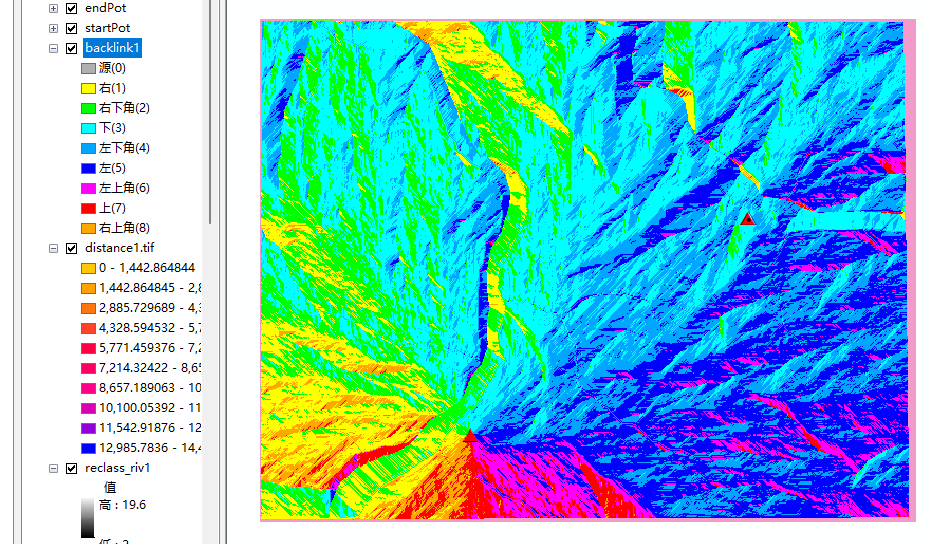 endPot
startPot
backlink1
源(0)
右(1)
右下角(2)
下(3)
左下角(4)
左(5)
左上角(6)
上(7)
右上角(8)
distance1.tif
0 - 1,442.864844
1,442.864845 - 2,8
2,885.729689 - 4,3
4,328.594532 - 5,7
5,771.459376 - 7,2
7,214.32422 - 8,65
8,657.189063 - 10
10,100.05392 - 11
11,542.91876 - 12
12,985.7836 - 14,4
reclass_riv1
值
高 : 19.6